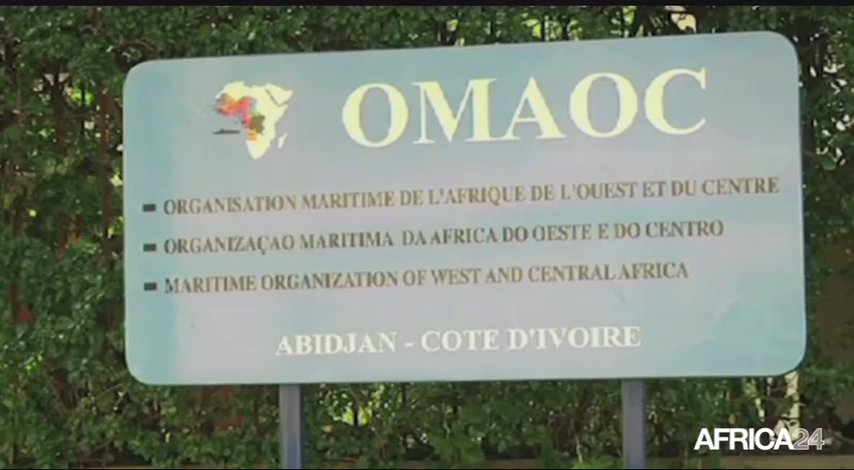 OMAOC
ORGANISATION MARITIME DE L'AFRIQUE DE L'OUEST ET DU CENTRE
ORGANIZAÇAO MARITIMA DA AFRICA DO OESTE E DO CENTRO
MARITIME ORGANIZATION OF WEST AND CENTRAL AFRICA
ABIDJAN - COTE D'IVOIRE
AFRICA24